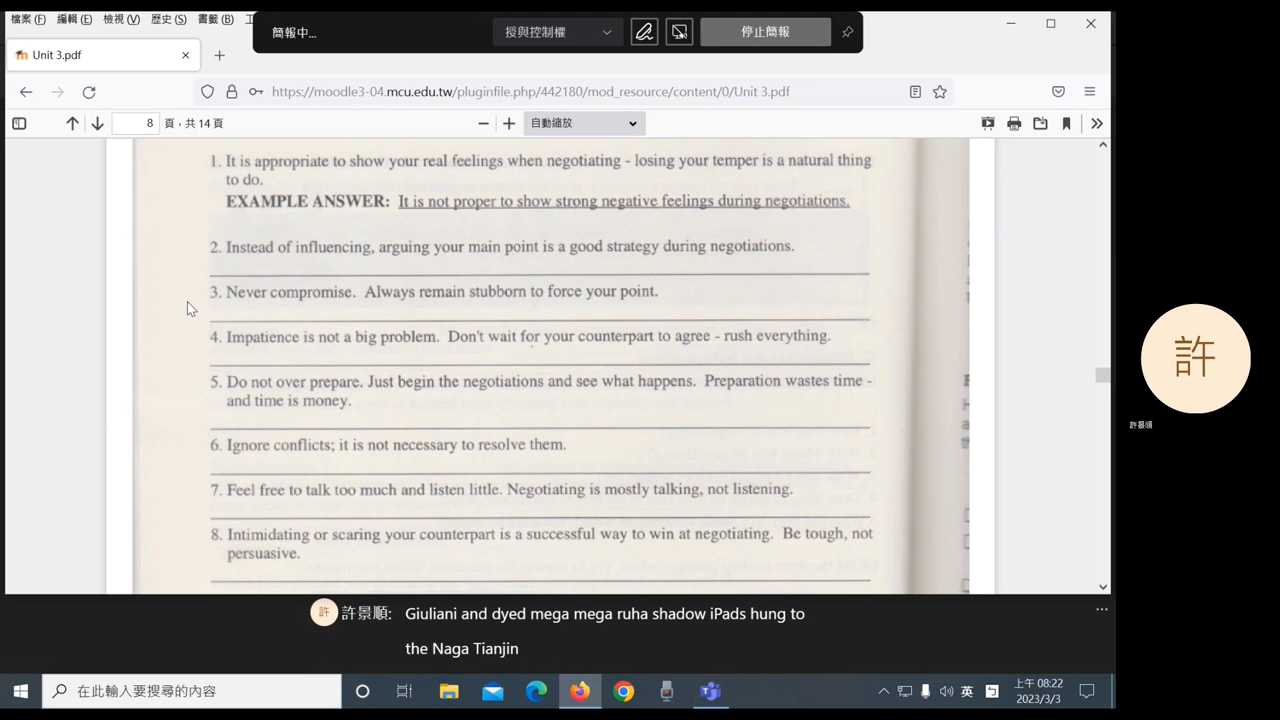 檔案(F) 編輯(E) 檢視(V) 歷史(S) 書籤(B) 工
簡報中... 授與控制權 停止簡報
Unit 3.pdf
https://moodle3-04.mcu.edu.tw/pluginfile.php/442180/mod_resource/content/0/Unit 3.pdf
8 頁，共 14 頁 自動縮放
1. It is appropriate to show your real feelings when negotiating - losing your temper is a natural thing
to do.
EXAMPLE ANSWER: It is not proper to show strong negative feelings during negotiations.
2. Instead of influencing, arguing your main point is a good strategy during negotiations.
3. Never compromise. Always remain stubborn to force your point.
4. Impatience is not a big problem. Don't wait for your counterpart to agree - rush everything.
5. Do not over prepare. Just begin the negotiations and see what happens. Preparation wastes time -
and time is money.
6. Ignore conflicts; it is not necessary to resolve them.
7. Feel free to talk too much and listen little. Negotiating is mostly talking, not listening.
8. Intimidating or scaring your counterpart is a successful way to win at negotiating. Be tough, not
persuasive.
許
許景順
許 許景順: Giuliani and dyed mega mega ruha shadow iPads hung to
the Naga Tianjin
在此輸入要搜尋的內容
英
上午 08:22
2023/3/3